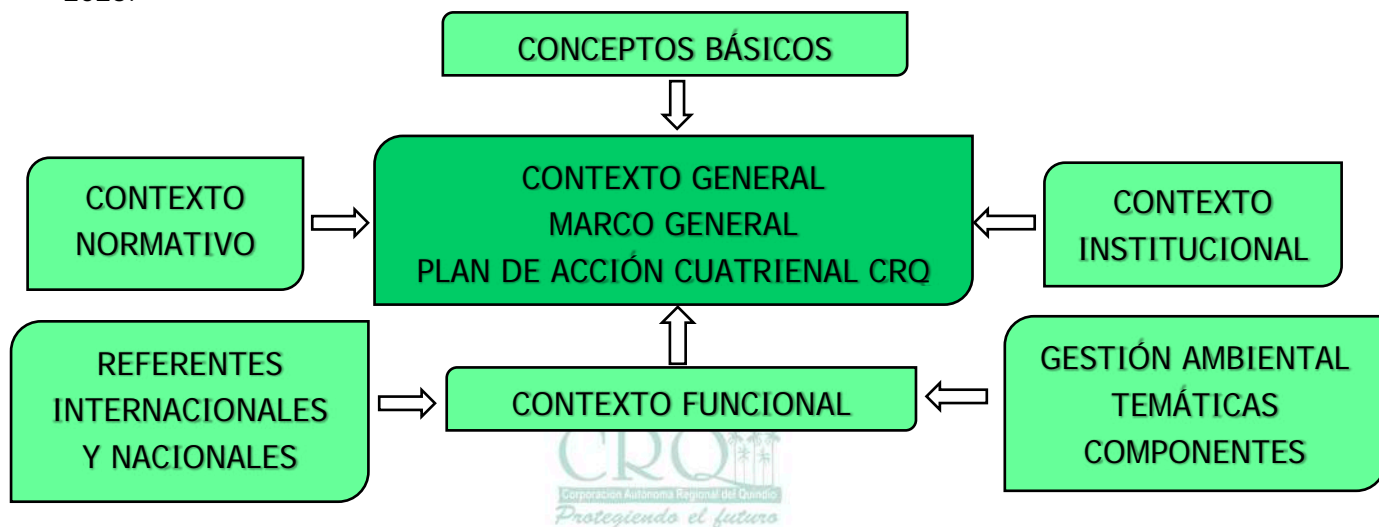 CONCEPTOS BÁSICOS
CONTEXTO
NORMATIVO
CONTEXTO GENERAL
MARCO GENERAL
PLAN DE ACCIÓN CUATRIENAL CRQ
CONTEXTO
INSTITUCIONAL
REFERENTES
INTERNACIONALES
Y NACIONALES
CONTEXTO FUNCIONAL
GESTIÓN AMBIENTAL
TEMÁTICAS
COMPONENTES
CRQ
Corporación Autónoma Regional del Quindío
Protegiendo el futuro